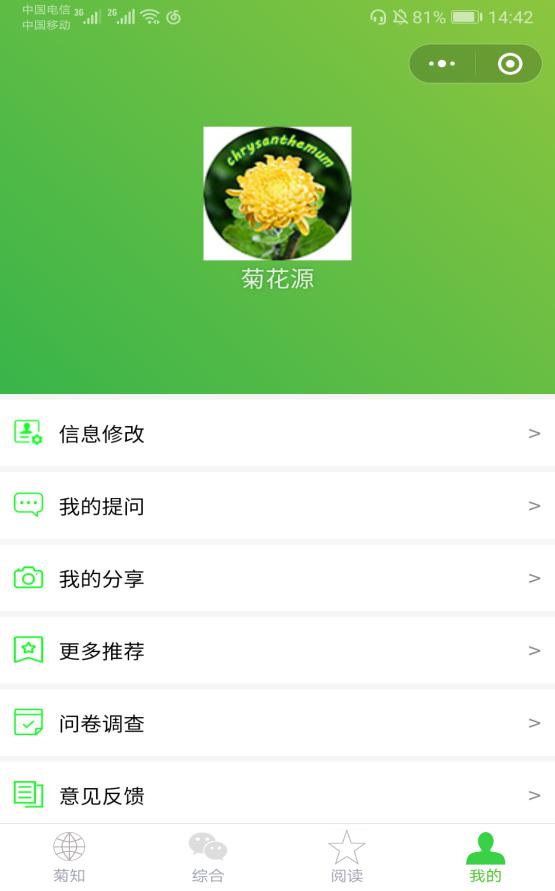 中国电信 3G 2G 81% 14:42
中国移动
chrysanthemum
菊花源
信息修改 >
我的提问 >
我的分享 >
更多推荐 >
问卷调查 >
意见反馈 >
菊知 综合 阅读 我的